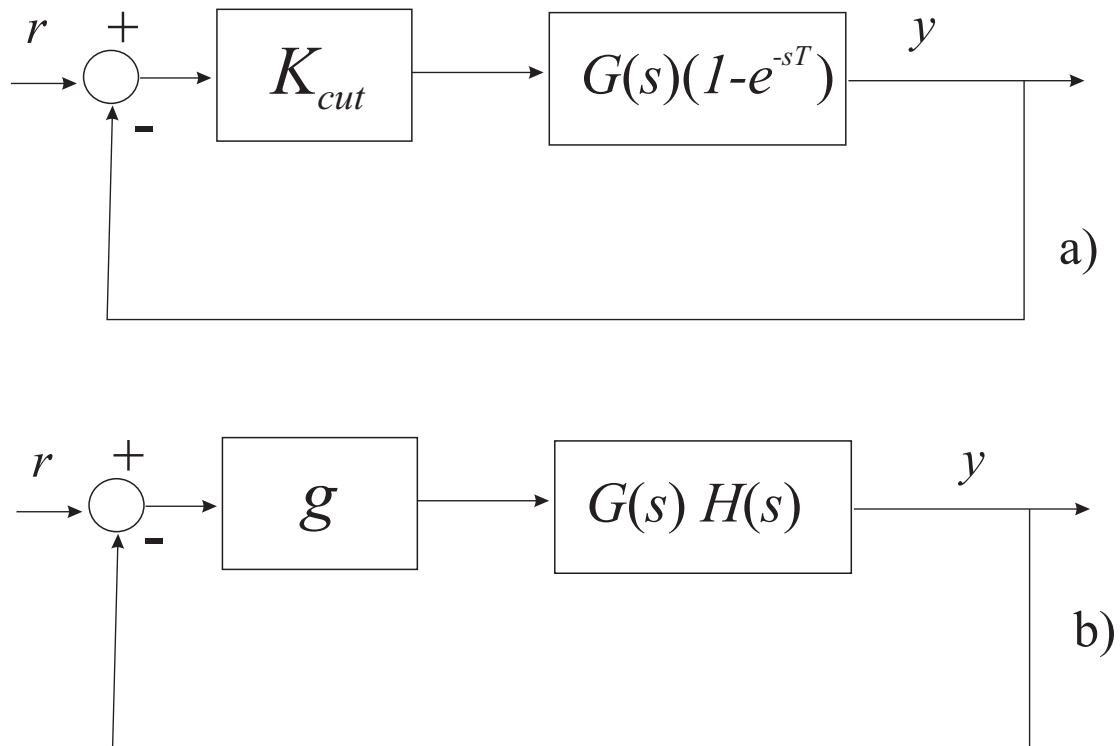 r + K_cut G(s)(1-e^{-sT}) y
-
a)
r + g G(s) H(s) y
-
b)